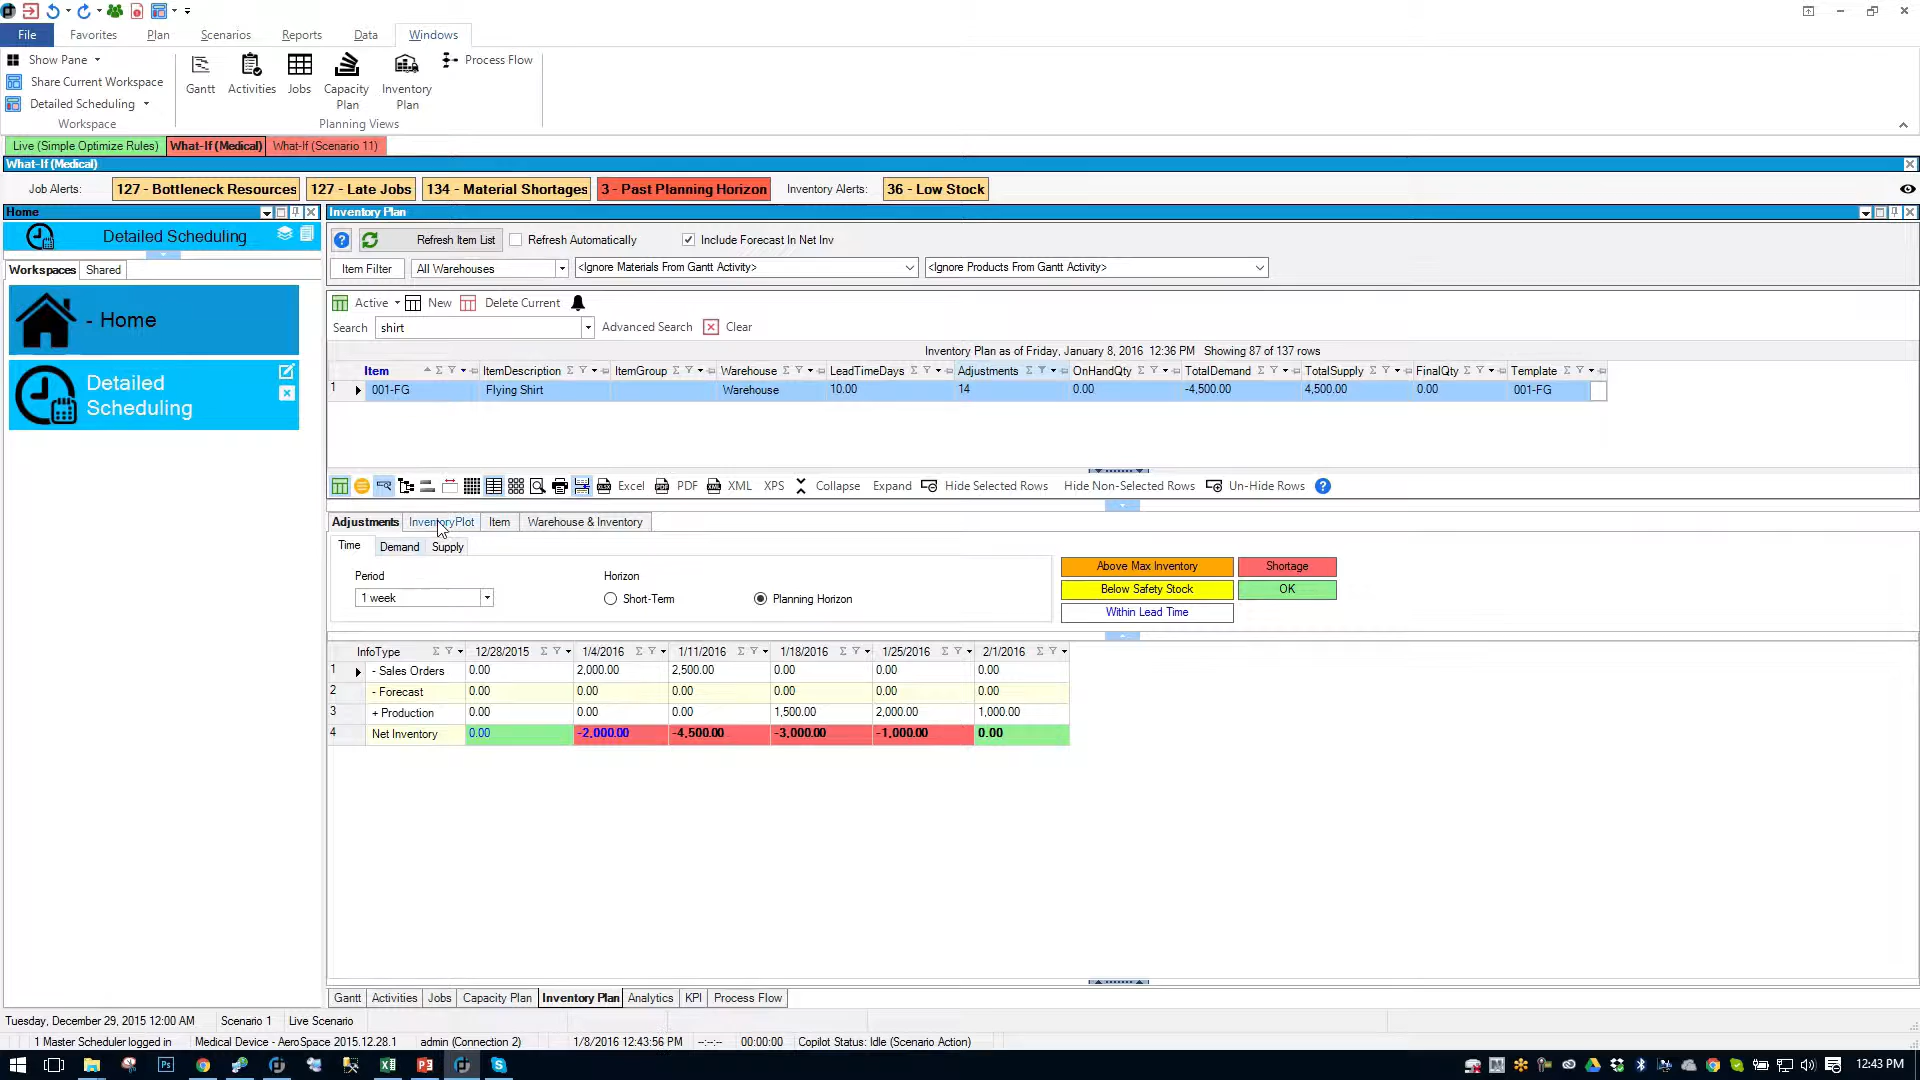 File Favorites Plan Scenarios Reports Data Windows
Show Pane
Share Current Workspace
Detailed Scheduling
Workspace
Gantt Activities Jobs Capacity Plan Inventory Plan Process Flow
Planning Views
Live (Simple Optimize Rules) What-If (Medical) What-If (Scenario 11)
What-If (Medical)
Job Alerts: 127 - Bottleneck Resources 127 - Late Jobs 134 - Material Shortages 3 - Past Planning Horizon Inventory Alerts: 36 - Low Stock
Home
Detailed Scheduling
Workspaces Shared
- Home
Detailed
Scheduling
Inventory Plan
Refresh Item List Refresh Automatically Include Forecast In Net Inv
Item Filter All Warehouses <Ignore Materials From Gantt Activity> <Ignore Products From Gantt Activity>
Active New Delete Current
Search shirt Advanced Search Clear
Inventory Plan as of Friday, January 8, 2016 12:36 PM Showing 87 of 137 rows
Item ItemDescription ItemGroup Warehouse LeadTimeDays Adjustments OnHandQty TotalDemand TotalSupply FinalQty Template
1 001-FG Flying Shirt Warehouse 10.00 14 0.00 -4,500.00 4,500.00 0.00 001-FG
Excel PDF XML XPS Collapse Expand Hide Selected Rows Hide Non-Selected Rows Un-Hide Rows
Adjustments InventoryPlot Item Warehouse & Inventory
Time Demand Supply
Period
1 week
Horizon
Short-Term Planning Horizon
Above Max Inventory Shortage
Below Safety Stock OK
Within Lead Time
InfoType 12/28/2015 1/4/2016 1/11/2016 1/18/2016 1/25/2016 2/1/2016
1 - Sales Orders 0.00 2,000.00 2,500.00 0.00 0.00 0.00
2 - Forecast 0.00 0.00 0.00 0.00 0.00 0.00
3 + Production 0.00 0.00 0.00 1,500.00 2,000.00 1,000.00
4 Net Inventory 0.00 -2,000.00 -4,500.00 -3,000.00 -1,000.00 0.00
Gantt Activities Jobs Capacity Plan Inventory Plan Analytics KPI Process Flow
Tuesday, December 29, 2015 12:00 AM Scenario 1 Live Scenario
1 Master Scheduler logged in Medical Device - AeroSpace 2015.12.28.1 admin (Connection 2) 1/8/2016 12:43:56 PM --:--:-- 00:00:00 Copilot Status: Idle (Scenario Action)
12:43 PM